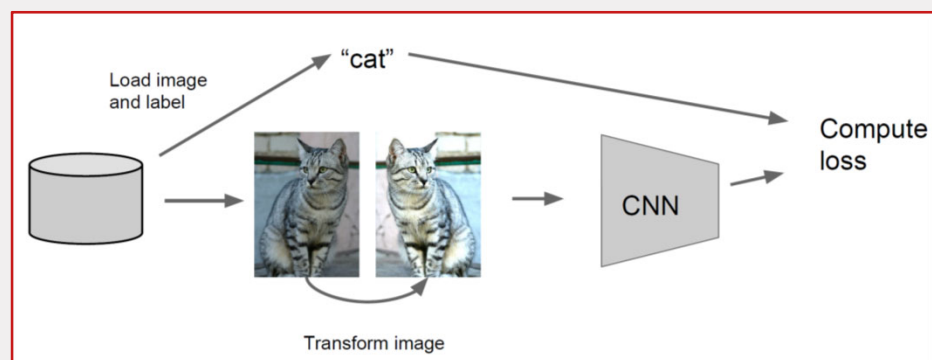 “cat”
Load image
and label
Compute
loss
CNN
Transform image